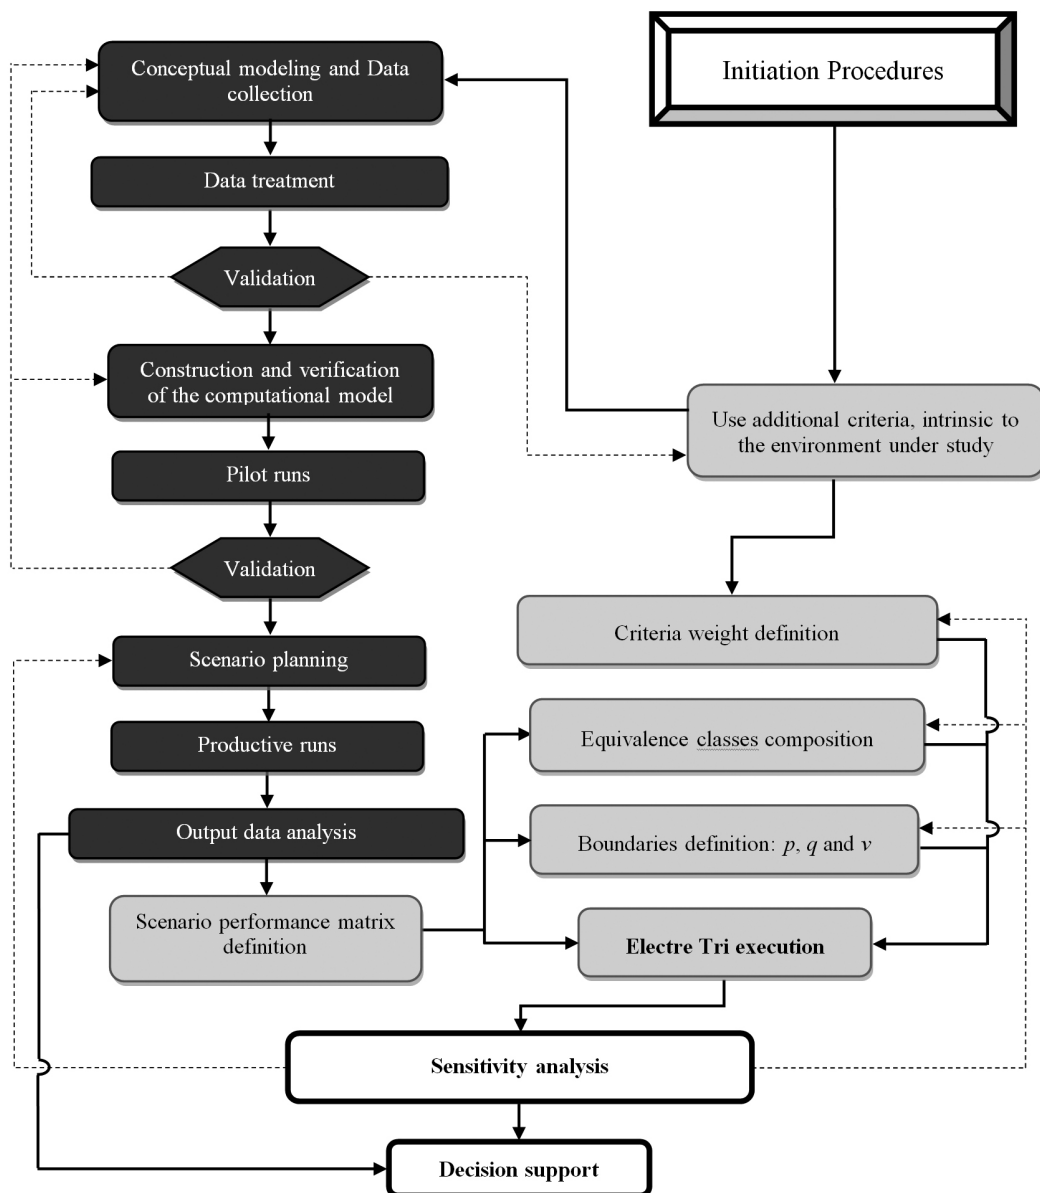 Initiation Procedures
Conceptual modeling and Data
collection
Data treatment
Validation
Construction and verification
of the computational model
Use additional criteria, intrinsic to
the environment under study
Pilot runs
Validation
Criteria weight definition
Scenario planning
Equivalence classes composition
Productive runs
Output data analysis
Boundaries definition: p, q and v
Scenario performance matrix
definition
Electre Tri execution
Sensitivity analysis
Decision support